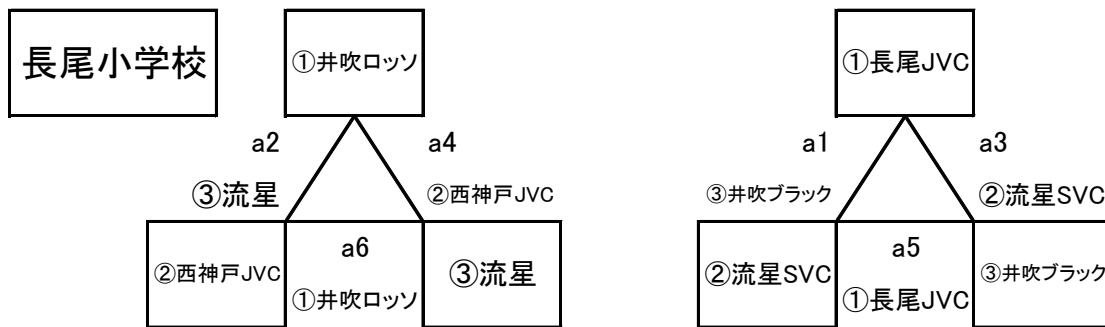 長尾小学校
①井吹ロッソ
a2
a4
③流星
②西神戸JVC
②西神戸JVC
a6
①井吹ロッソ
③流星
①長尾JVC
a1
a3
③井吹ブラック
②流星SVC
②流星SVC
a5
①長尾JVC
③井吹ブラック